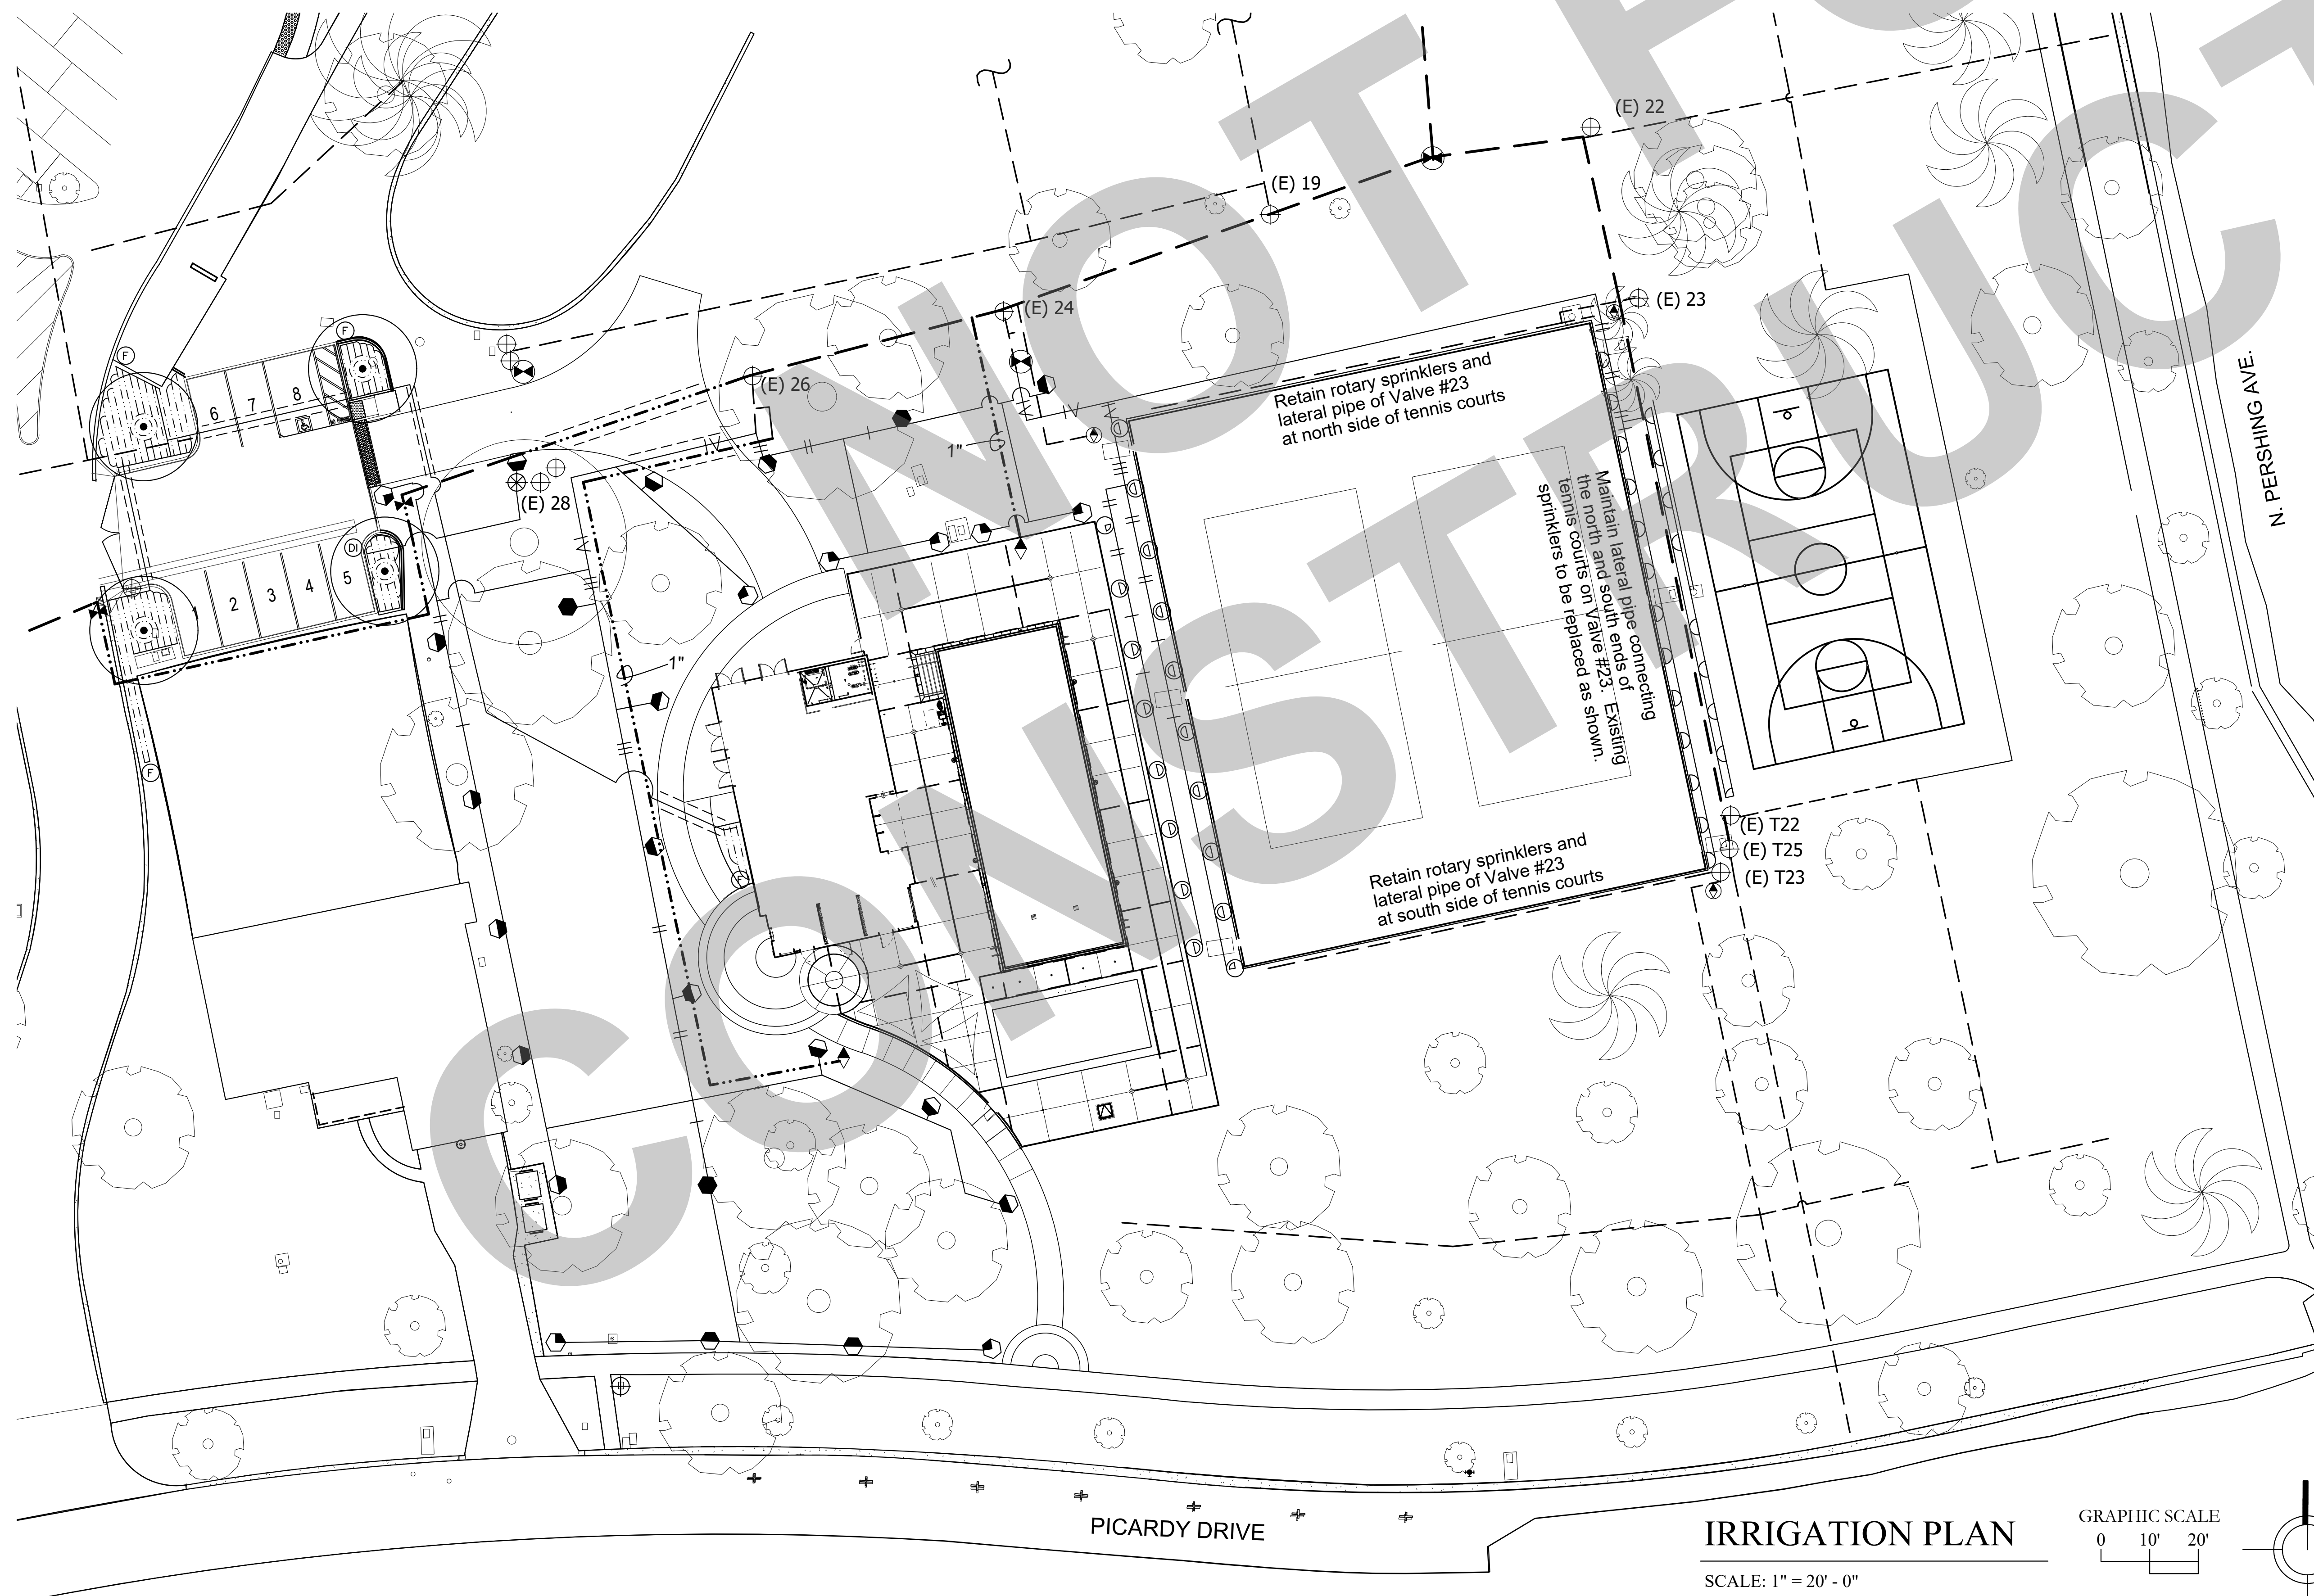 NOT FO
CONSTRUCT
(E) 22
(E) 19
(E) 23
(E) 24
(E) 26
(E) 28
F
F
6
7
8
1"
Retain rotary sprinklers and
lateral pipe of Valve #23
at north side of tennis courts
Maintain lateral pipe connecting
the north and south ends of
tennis courts on Valve #23. Existing
sprinklers to be replaced as shown.
N. PERSHING AVE.
DI
1
2
3
4
5
1"
F
F
(E) T22
(E) T25
(E) T23
Retain rotary sprinklers and
lateral pipe of Valve #23
at south side of tennis courts
PICARDY DRIVE
IRRIGATION PLAN
SCALE: 1" = 20' - 0"
GRAPHIC SCALE
0 10' 20'